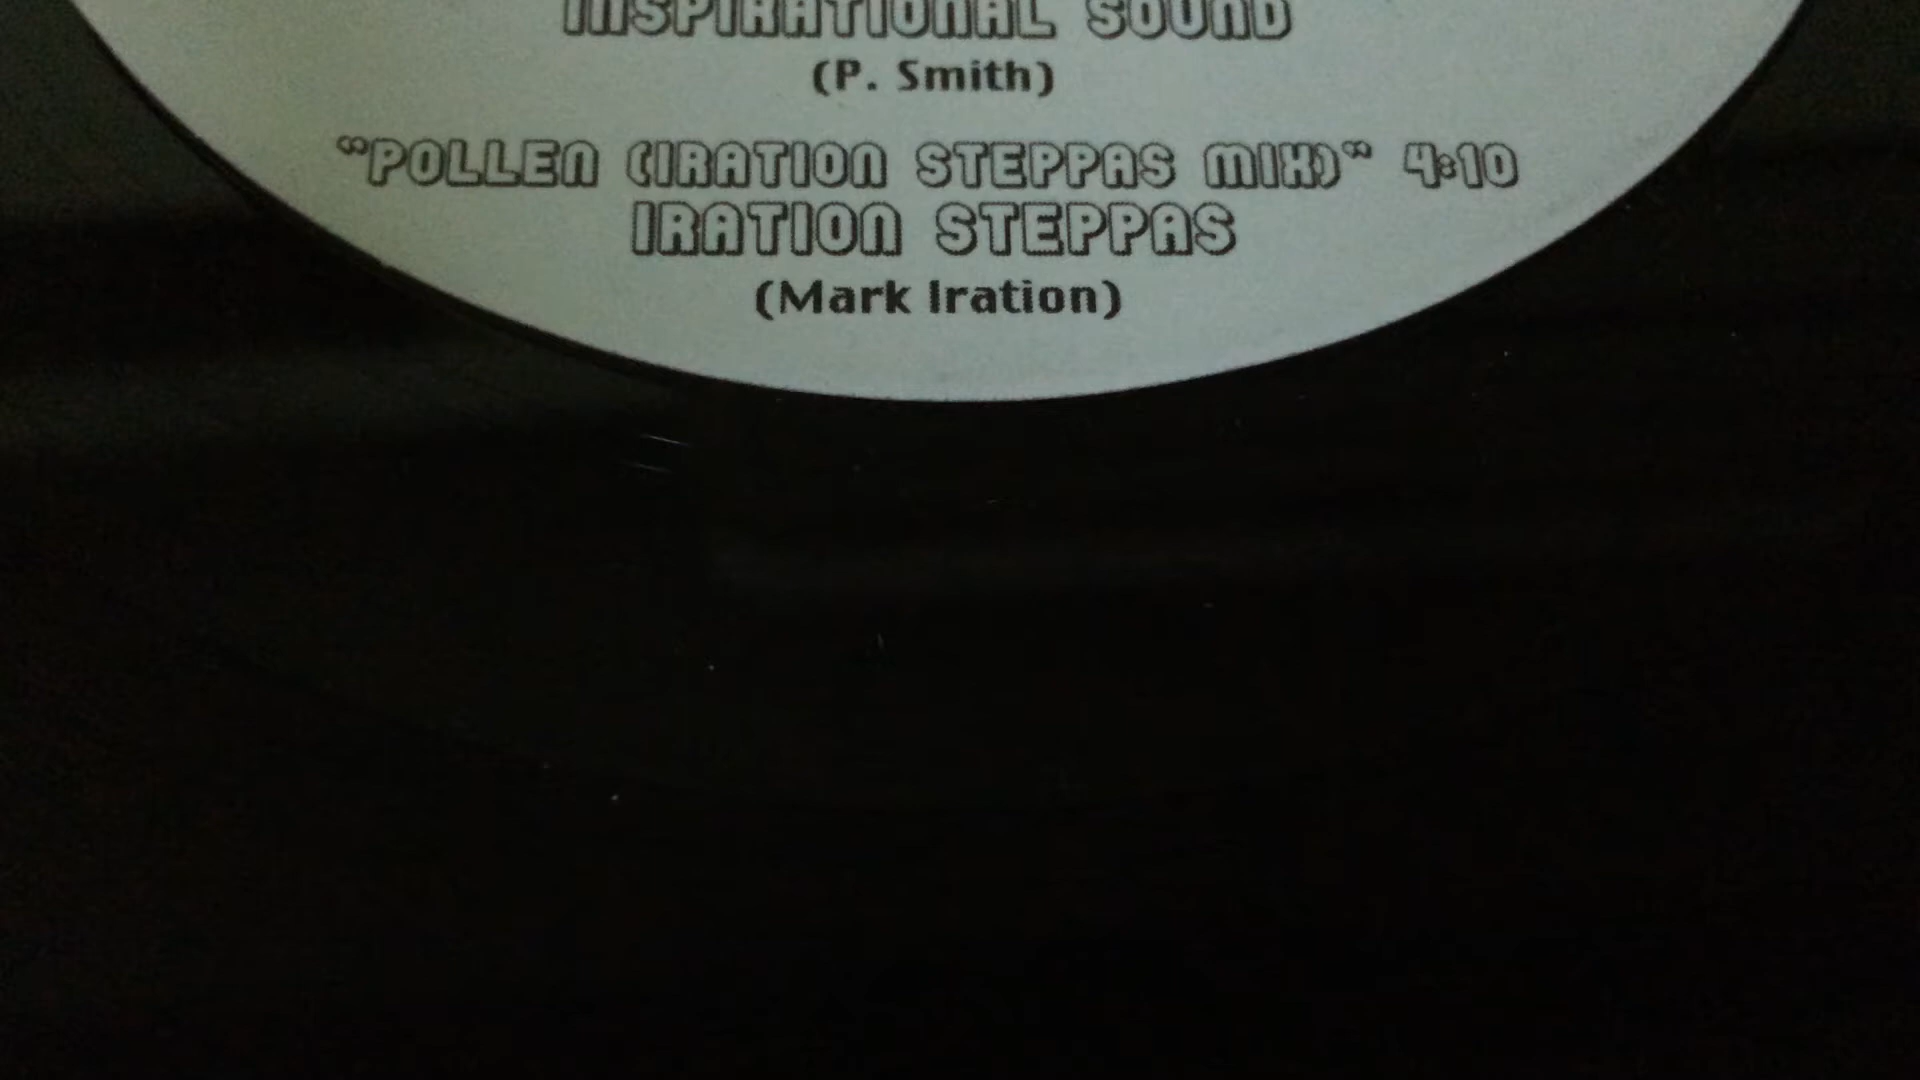 INSPIRATIONAL SOUND
(P. Smith)
"POLLEN (IRATION STEPPAS MIX)" 4:10
IRATION STEPPAS
(Mark Iration)